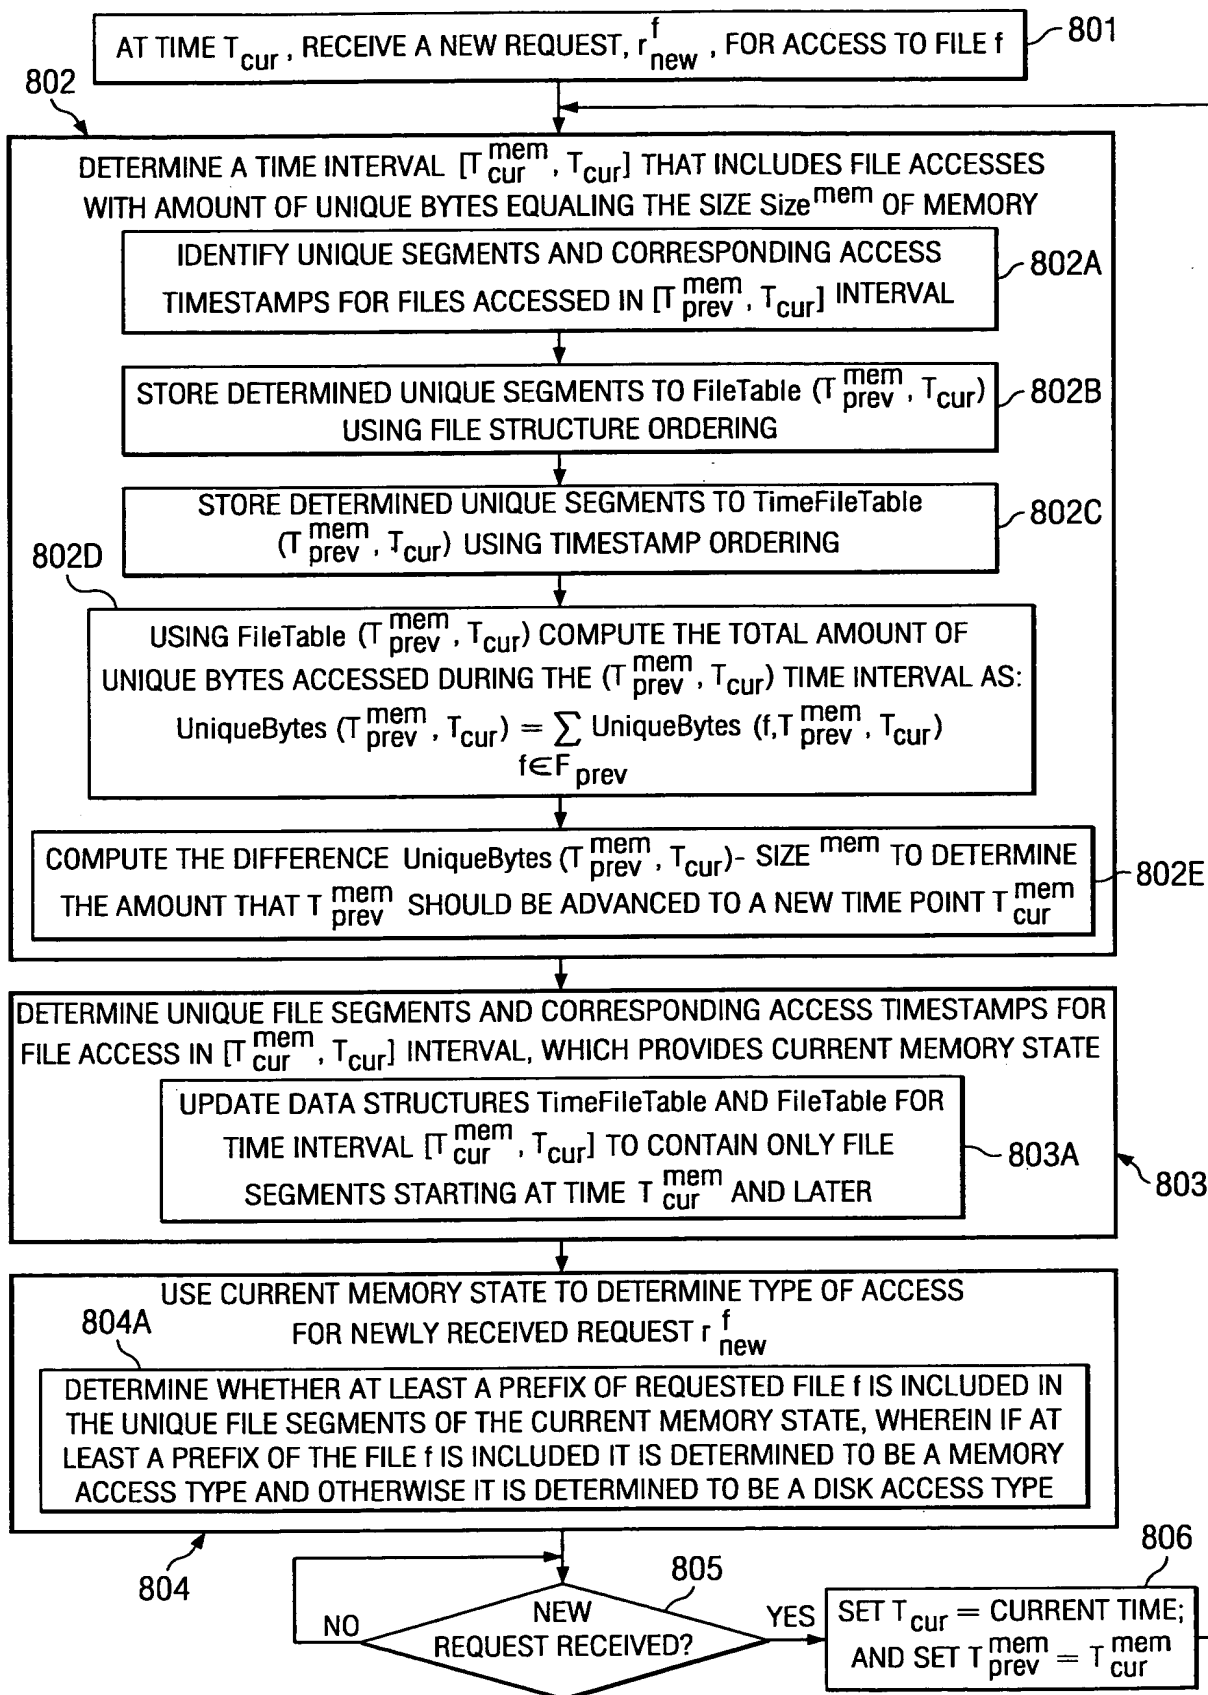 AT TIME T_cur, RECEIVE A NEW REQUEST, r^f_new, FOR ACCESS TO FILE f
801
802
DETERMINE A TIME INTERVAL [T^mem_cur, T_cur] THAT INCLUDES FILE ACCESSES
WITH AMOUNT OF UNIQUE BYTES EQUALING THE SIZE Size^mem OF MEMORY
IDENTIFY UNIQUE SEGMENTS AND CORRESPONDING ACCESS
TIMESTAMPS FOR FILES ACCESSED IN [T^mem_prev, T_cur] INTERVAL
802A
STORE DETERMINED UNIQUE SEGMENTS TO FileTable (T^mem_prev, T_cur)
USING FILE STRUCTURE ORDERING
802B
STORE DETERMINED UNIQUE SEGMENTS TO TimeFileTable
(T^mem_prev, T_cur) USING TIMESTAMP ORDERING
802C
802D
USING FileTable (T^mem_prev, T_cur) COMPUTE THE TOTAL AMOUNT OF
UNIQUE BYTES ACCESSED DURING THE (T^mem_prev, T_cur) TIME INTERVAL AS:
UniqueBytes (T^mem_prev, T_cur) = ∑ UniqueBytes (f,T^mem_prev, T_cur)
f∈F_prev
COMPUTE THE DIFFERENCE UniqueBytes (T^mem_prev, T_cur)- SIZE^mem TO DETERMINE
THE AMOUNT THAT T^mem_prev SHOULD BE ADVANCED TO A NEW TIME POINT T^mem_cur
802E
DETERMINE UNIQUE FILE SEGMENTS AND CORRESPONDING ACCESS TIMESTAMPS FOR
FILE ACCESS IN [T^mem_cur, T_cur] INTERVAL, WHICH PROVIDES CURRENT MEMORY STATE
UPDATE DATA STRUCTURES TimeFileTable AND FileTable FOR
TIME INTERVAL [T^mem_cur, T_cur] TO CONTAIN ONLY FILE
SEGMENTS STARTING AT TIME T^mem_cur AND LATER
803A
803
USE CURRENT MEMORY STATE TO DETERMINE TYPE OF ACCESS
FOR NEWLY RECEIVED REQUEST r^f_new
804A
DETERMINE WHETHER AT LEAST A PREFIX OF REQUESTED FILE f IS INCLUDED IN
THE UNIQUE FILE SEGMENTS OF THE CURRENT MEMORY STATE, WHEREIN IF AT
LEAST A PREFIX OF THE FILE f IS INCLUDED IT IS DETERMINED TO BE A MEMORY
ACCESS TYPE AND OTHERWISE IT IS DETERMINED TO BE A DISK ACCESS TYPE
804
805
NEW
REQUEST RECEIVED?
NO
YES
806
SET T_cur = CURRENT TIME;
AND SET T^mem_prev = T^mem_cur